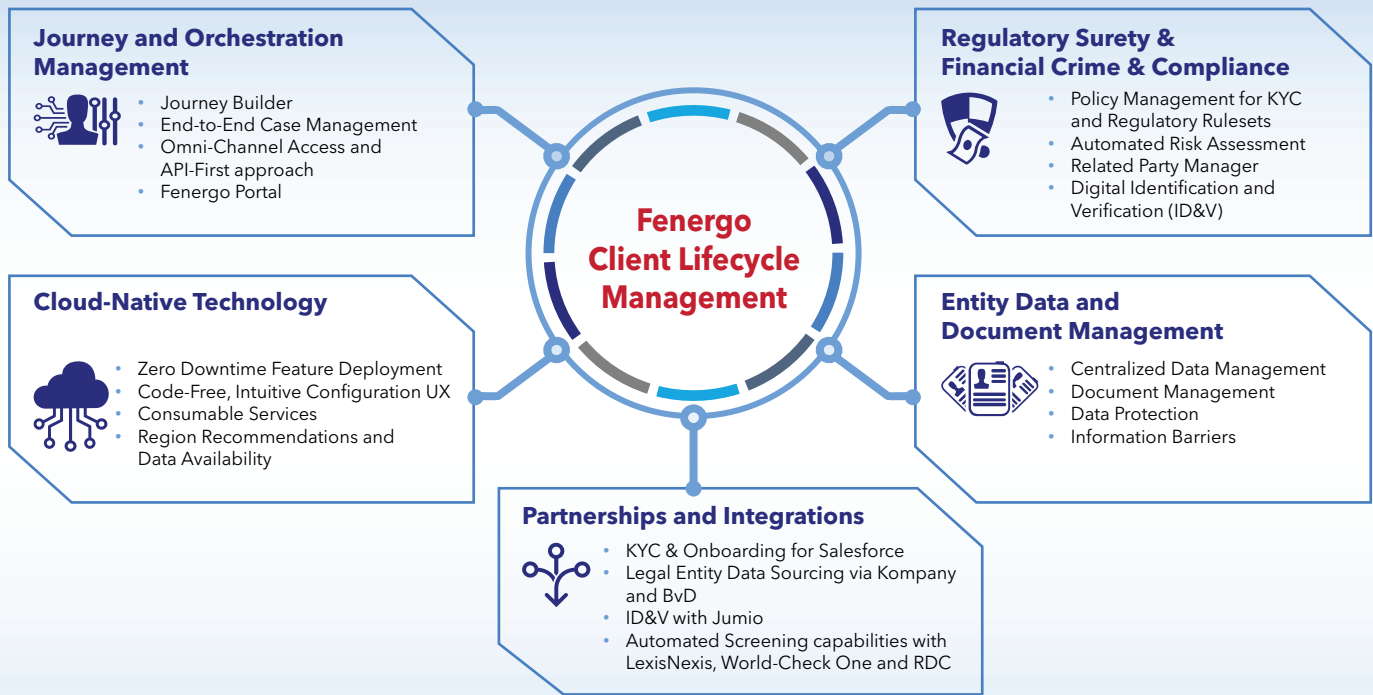 Journey and Orchestration
Management
Journey Builder
End-to-End Case Management
Omni-Channel Access and
API-First approach
Fenergo Portal
Regulatory Surety &
Financial Crime & Compliance
Policy Management for KYC
and Regulatory Rulesets
Automated Risk Assessment
Related Party Manager
Digital Identification and
Verification (ID&V)
Fenergo
Client Lifecycle
Management
Cloud-Native Technology
Zero Downtime Feature Deployment
Code-Free, Intuitive Configuration UX
Consumable Services
Region Recommendations and
Data Availability
Entity Data and
Document Management
Centralized Data Management
Document Management
Data Protection
Information Barriers
Partnerships and Integrations
KYC & Onboarding for Salesforce
Legal Entity Data Sourcing via Kompany
and BvD
ID&V with Jumio
Automated Screening capabilities with
LexisNexis, World-Check One and RDC